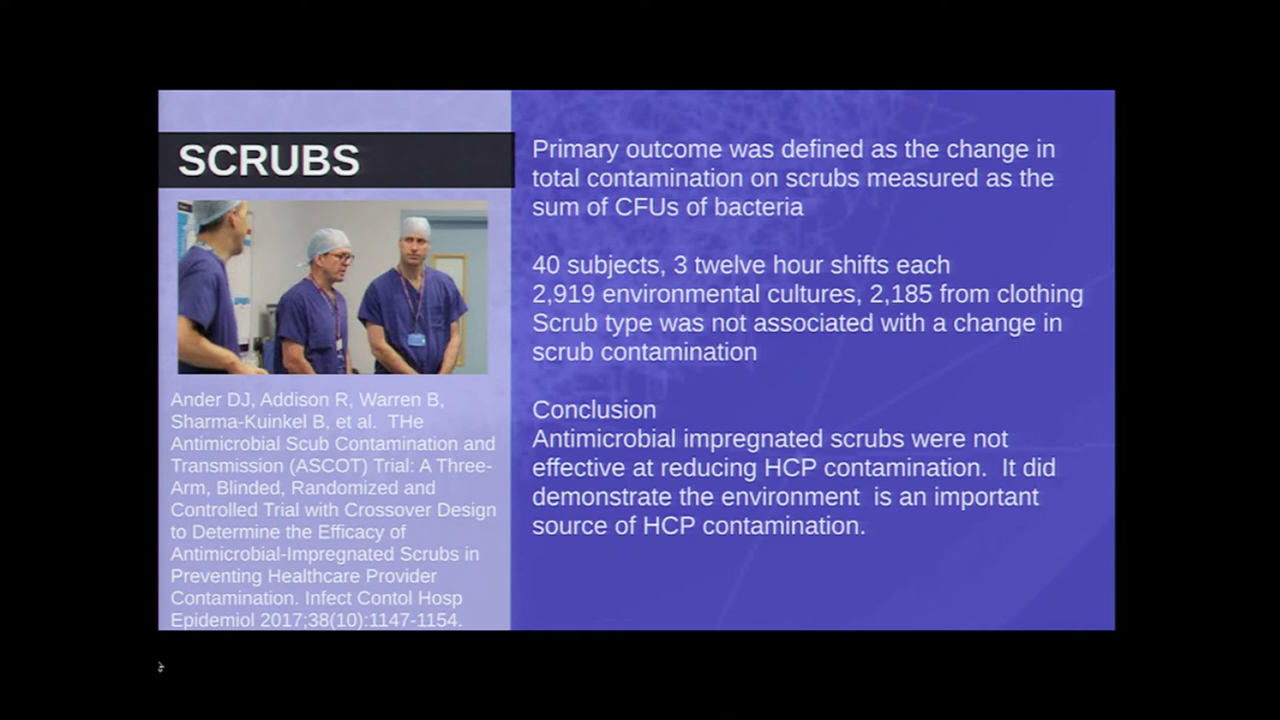 SCRUBS
Ander DJ, Addison R, Warren B,
Sharma-Kuinkel B, et al.  THe
Antimicrobial Scub Contamination and
Transmission (ASCOT) Trial: A Three-
Arm, Blinded, Randomized and
Controlled Trial with Crossover Design
to Determine the Efficacy of
Antimicrobial-Impregnated Scrubs in
Preventing Healthcare Provider
Contamination. Infect Contol Hosp
Epidemiol 2017;38(10):1147-1154.
Primary outcome was defined as the change in
total contamination on scrubs measured as the
sum of CFUs of bacteria
40 subjects, 3 twelve hour shifts each
2,919 environmental cultures, 2,185 from clothing
Scrub type was not associated with a change in
scrub contamination
Conclusion
Antimicrobial impregnated scrubs were not
effective at reducing HCP contamination.  It did
demonstrate the environment  is an important
source of HCP contamination.